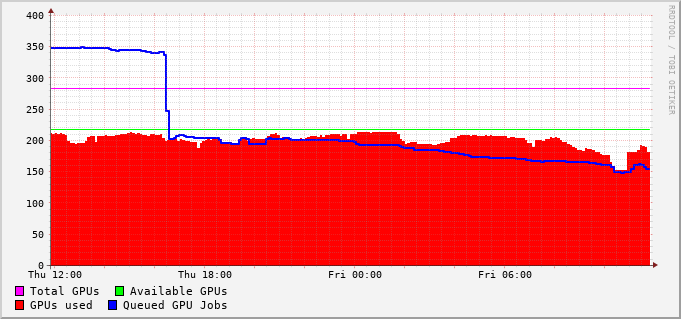 400
350
300
250
200
150
100
50
0
Thu 12:00 Thu 18:00 Fri 00:00 Fri 06:00
Total GPUs Available GPUs
GPUs used Queued GPU Jobs
RRDTOOL / TOBI OETIKER